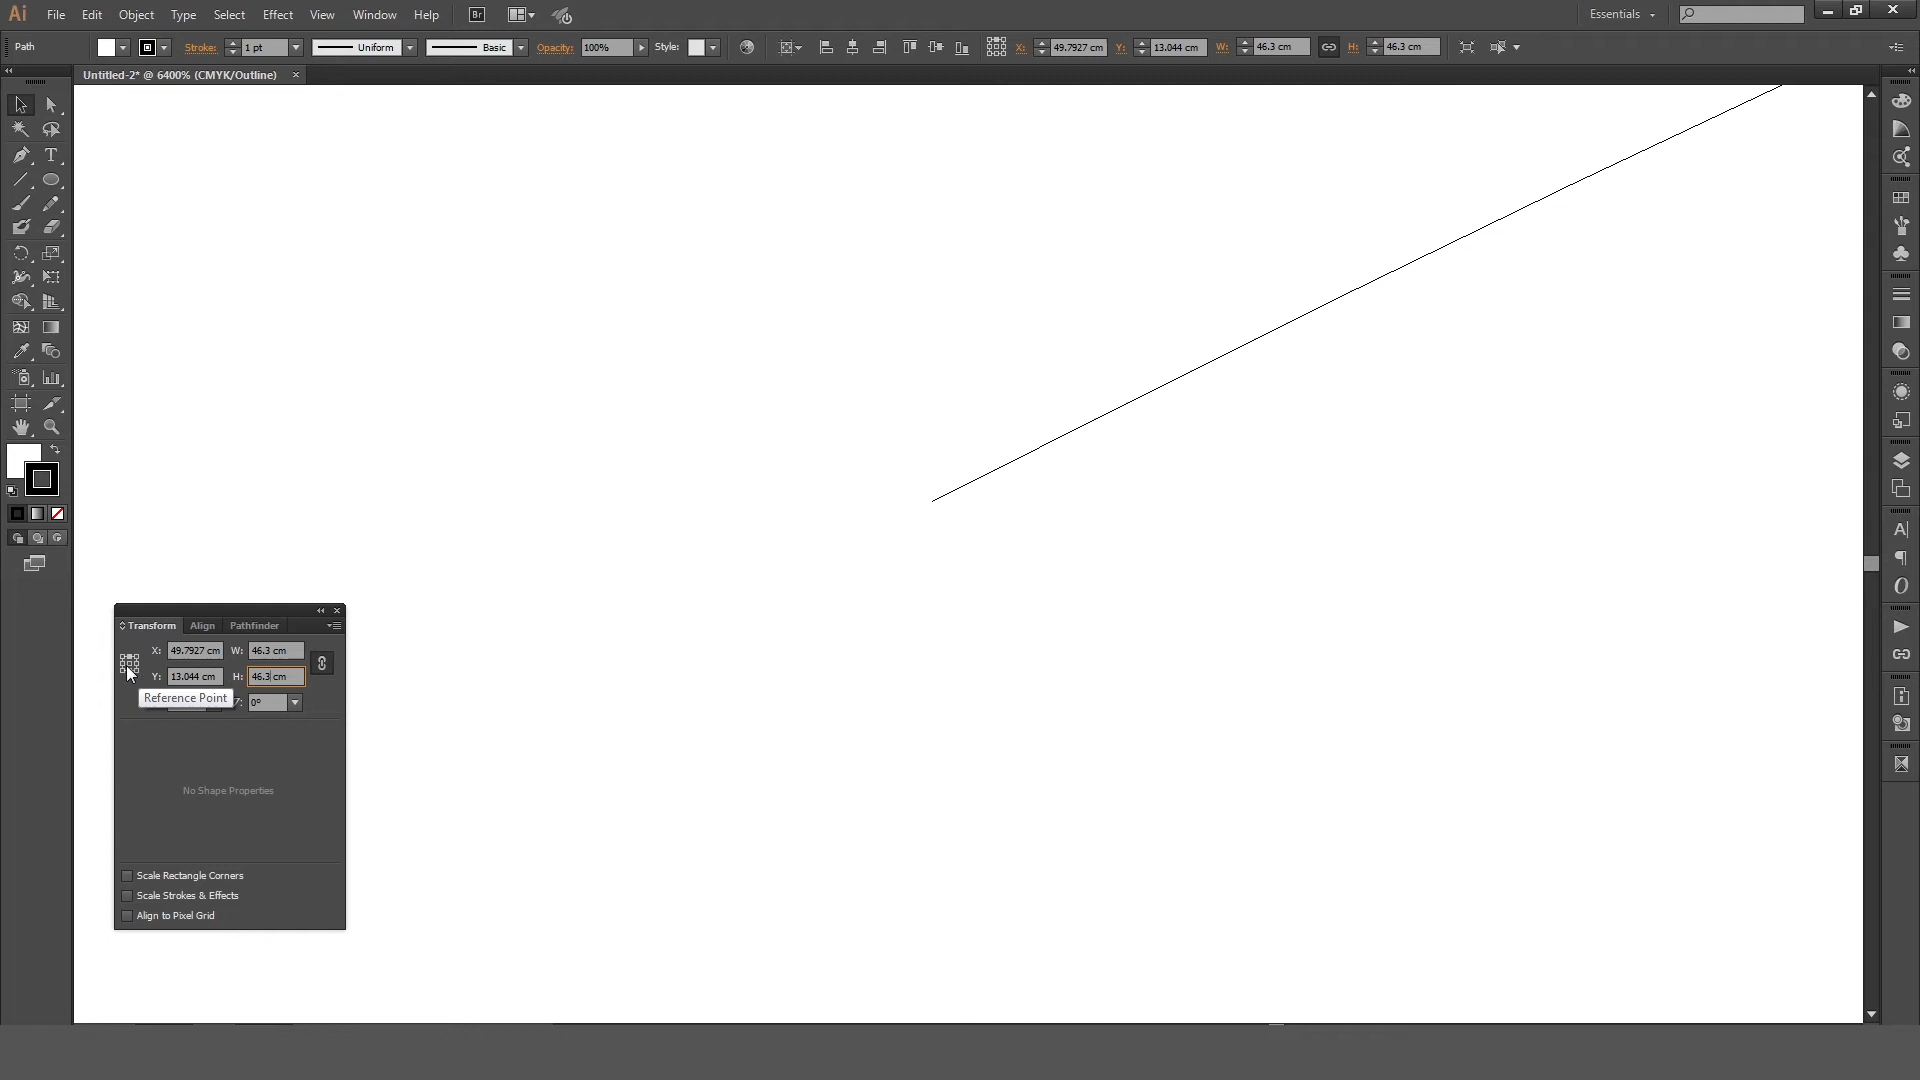 Ai File Edit Object Type Select Effect View Window Help Br Essentials
Path Stroke: 1 pt Uniform Basic Opacity: 100% Style: X: 49.7927 cm Y: 13.044 cm W: 46.3 cm H: 46.3 cm
Untitled-2* @ 6400% (CMYK/Outline)
Transform Align Pathfinder
X: 49.7927 cm W: 46.3 cm
Y: 13.044 cm H: 46.3 cm
Reference Point
0°
No Shape Properties
Scale Rectangle Corners
Scale Strokes & Effects
Align to Pixel Grid